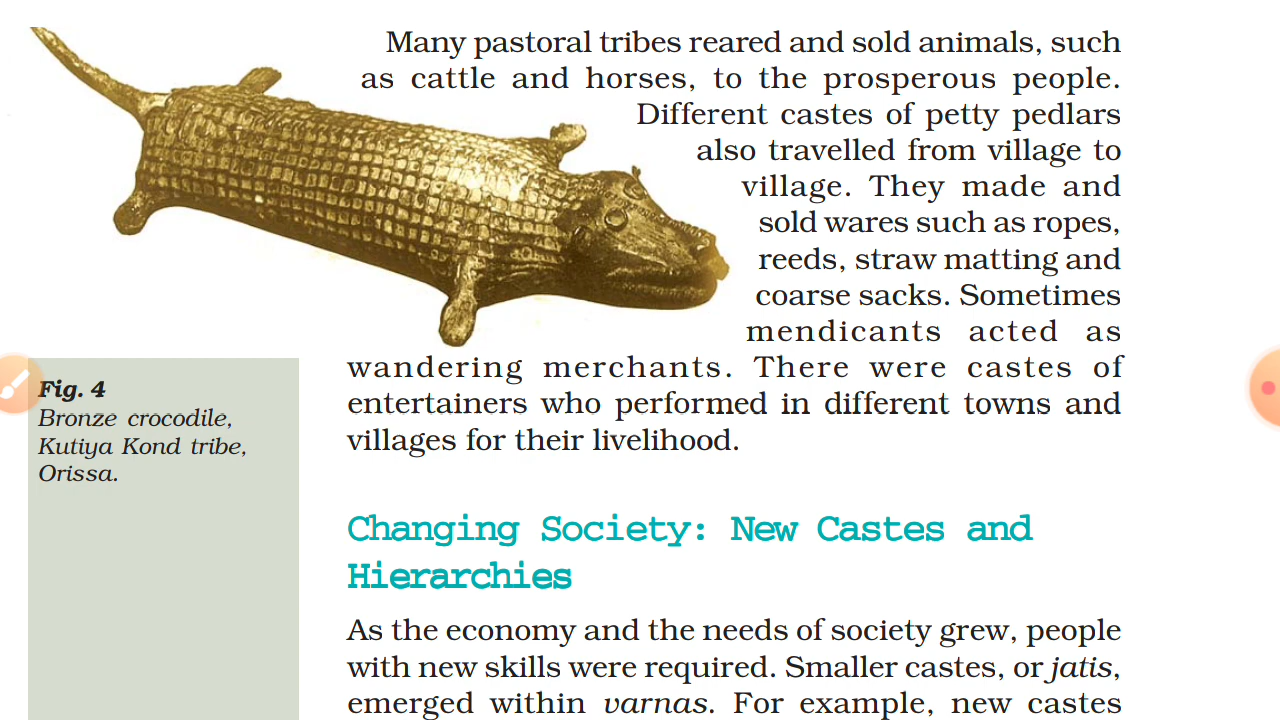 Many pastoral tribes reared and sold animals, such
as cattle and horses, to the prosperous people.
Different castes of petty pedlars
also travelled from village to
village. They made and
sold wares such as ropes,
reeds, straw matting and
coarse sacks. Sometimes
mendicants acted as
wandering merchants. There were castes of
entertainers who performed in different towns and
villages for their livelihood.
Fig. 4
Bronze crocodile,
Kutiya Kond tribe,
Orissa.
Changing Society: New Castes and
Hierarchies
As the economy and the needs of society grew, people
with new skills were required. Smaller castes, or jatis,
emerged within varnas. For example, new castes